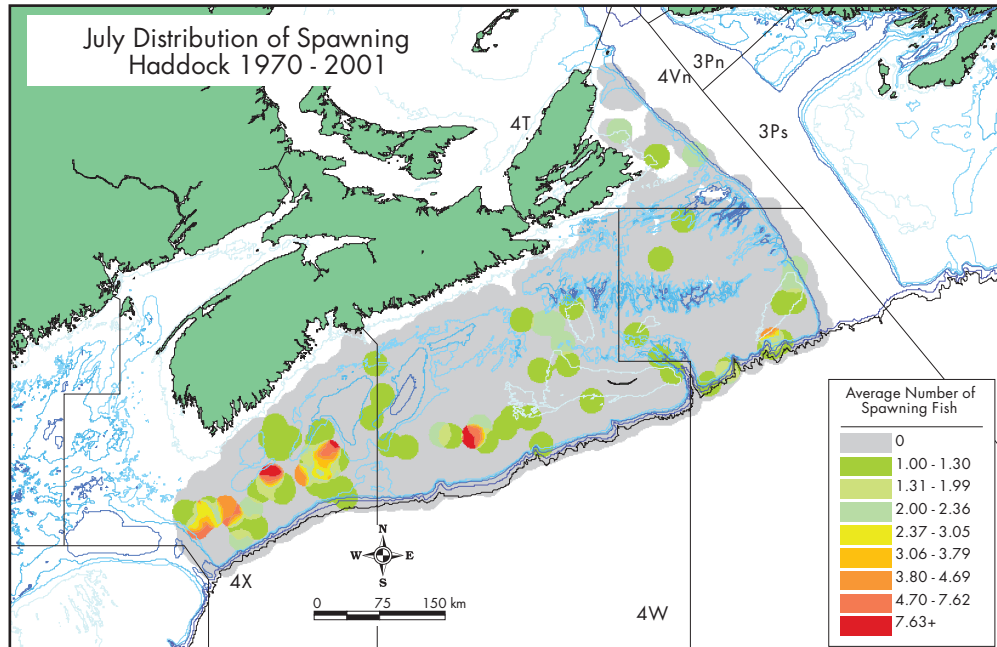 July Distribution of Spawning
Haddock 1970 - 2001
3Pn
4Vn
4T
3Ps
Average Number of
Spawning Fish
0
1.00 - 1.30
1.31 - 1.99
2.00 - 2.36
2.37 - 3.05
3.06 - 3.79
3.80 - 4.69
4.70 - 7.62
7.63+
N
W E
S
4X
0 75 150 km
4W